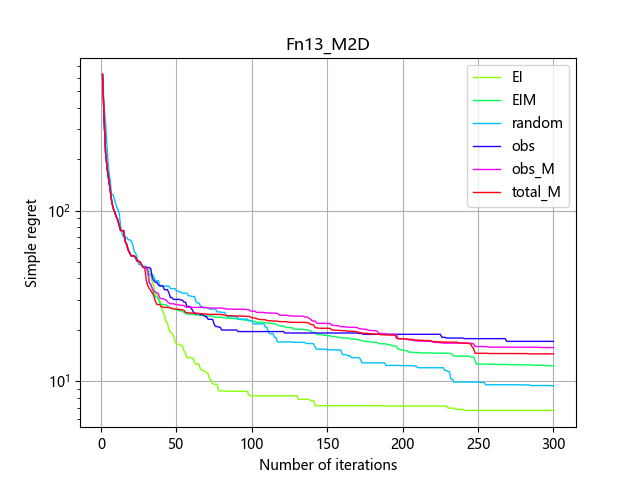 Fn13_M2D
EI
EIM
random
obs
obs_M
total_M
Simple regret
10²
10¹
0
50
100
150
200
250
300
Number of iterations